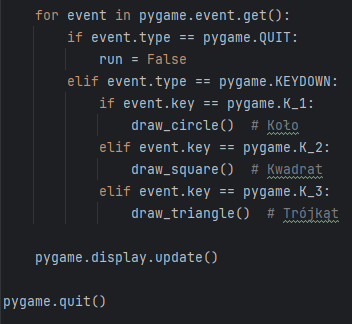 for event in pygame.event.get():
if event.type == pygame.QUIT:
run = False
elif event.type == pygame.KEYDOWN:
if event.key == pygame.K_1:
draw_circle()  # Koło
elif event.key == pygame.K_2:
draw_square()  # Kwadrat
elif event.key == pygame.K_3:
draw_triangle()  # Trójkąt
pygame.display.update()
pygame.quit()